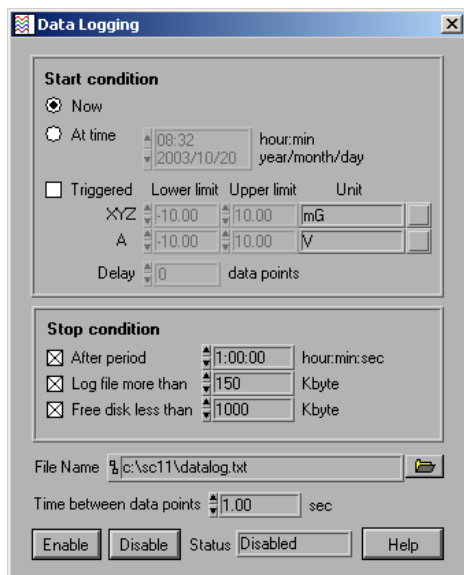 Data Logging
Start condition
Now
At time 08:32 hour:min
2003/10/20 year/month/day
Triggered Lower limit Upper limit Unit
XYZ -10.00 10.00 mG
A -10.00 10.00 V
Delay 0 data points
Stop condition
After period 1:00:00 hour:min:sec
Log file more than 150 Kbyte
Free disk less than 1000 Kbyte
File Name c:\sc11\datalog.txt
Time between data points 1.00 sec
Enable Disable Status Disabled Help